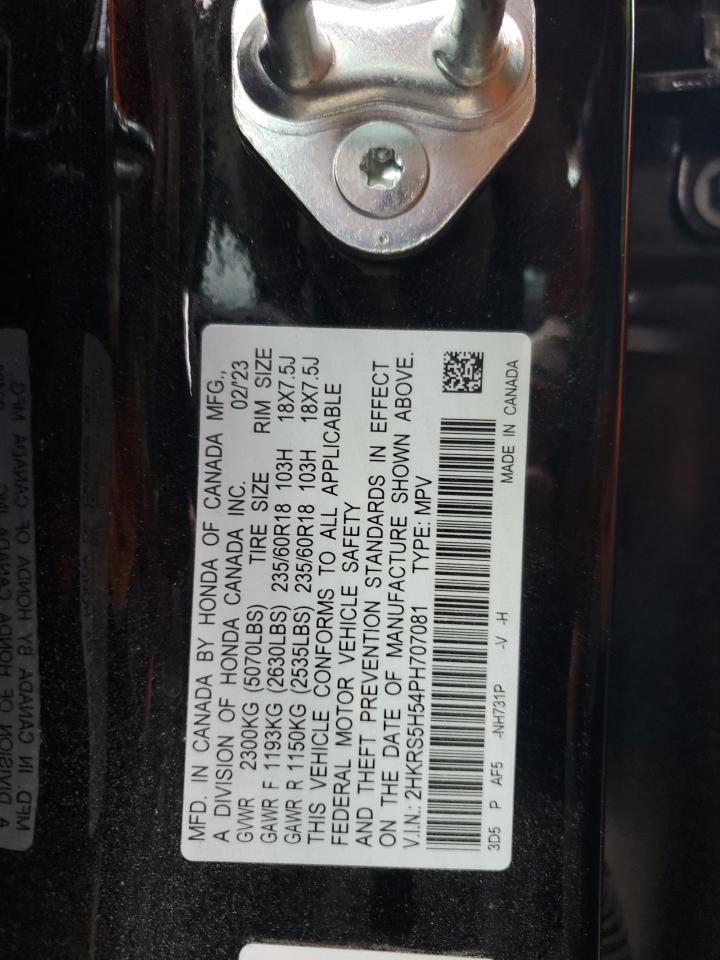 MFD. IN CANADA BY HONDA OF CANADA MFG.,
A DIVISION OF HONDA CANADA INC. 02/'23
GVWR 2300KG (5070LBS) TIRE SIZE RIM SIZE
GAWR F 1193KG (2630LBS) 235/60R18 103H 18X7.5J
GAWR R 1150KG (2535LBS) 235/60R18 103H 18X7.5J
THIS VEHICLE CONFORMS TO ALL APPLICABLE
FEDERAL MOTOR VEHICLE SAFETY
AND THEFT PREVENTION STANDARDS IN EFFECT
ON THE DATE OF MANUFACTURE SHOWN ABOVE.
V.I.N.: 2HKRS5H54PH707081 TYPE: MPV
3D5 P AF5 -NH731P -V -H MADE IN CANADA